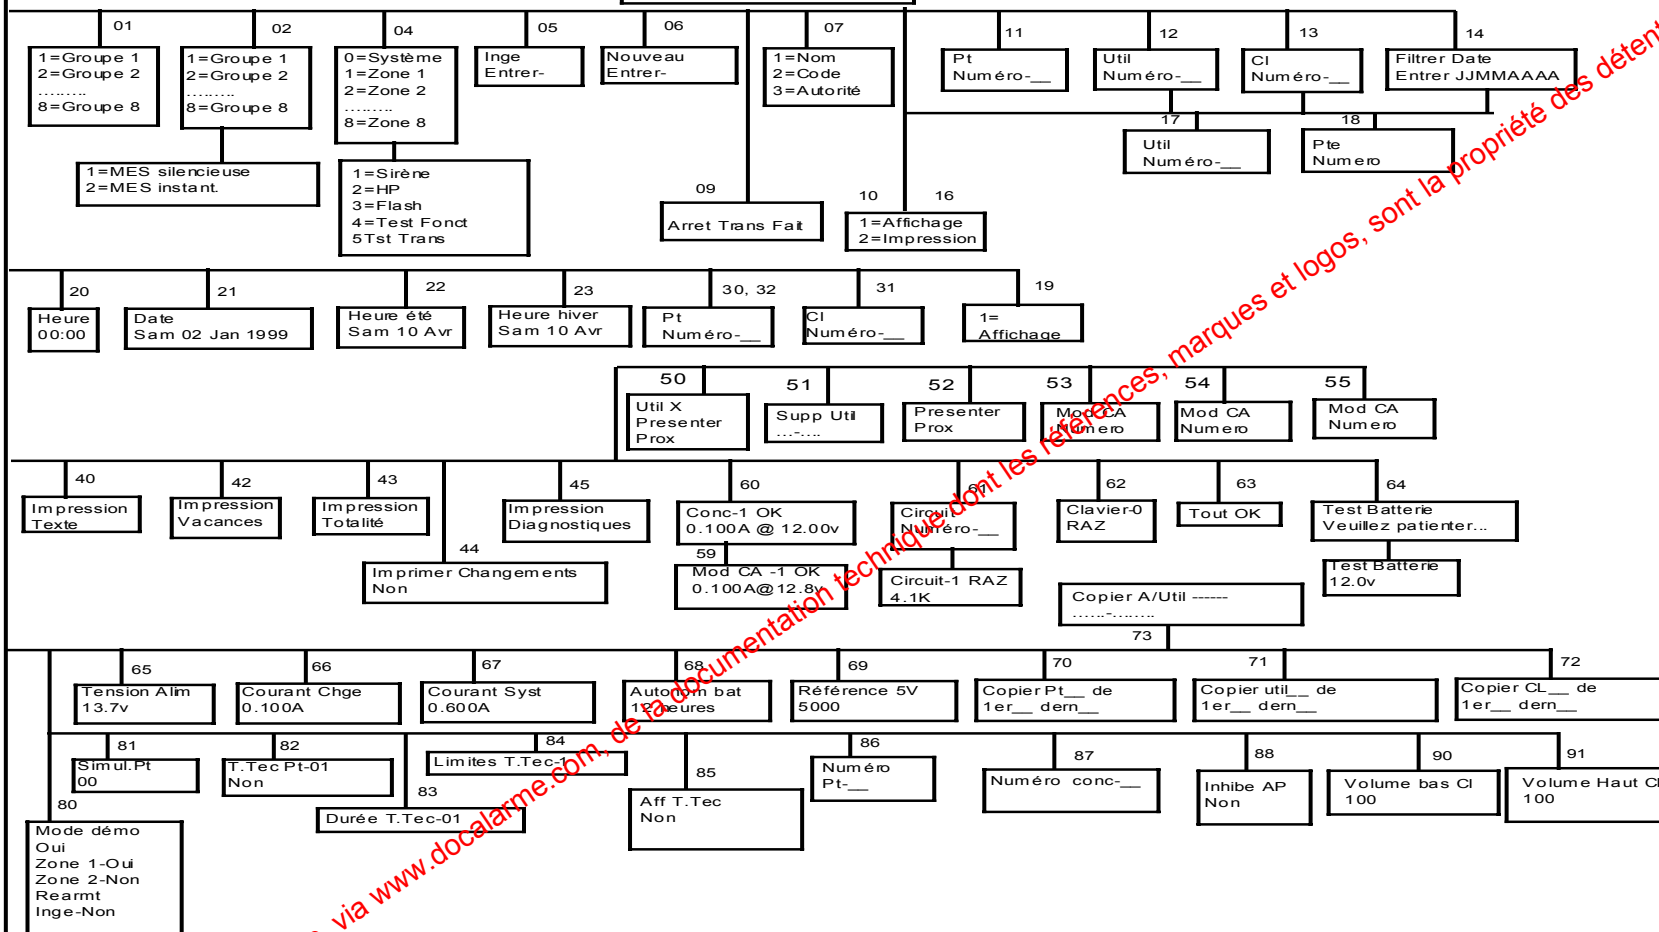 01
1=Groupe 1
2=Groupe 2
.........
8=Groupe 8
02
1=Groupe 1
2=Groupe 2
.........
8=Groupe 8
1=MES silencieuse
2=MES instant.
04
0=Système
1=Zone 1
2=Zone 2
.........
8=Zone 8
1=Sirène
2=HP
3=Flash
4=Test Fonct
5Tst Trans
05
Inge
Entrer-
06
Nouveau
Entrer-
09
Arret Trans Fait
07
1=Nom
2=Code
3=Autorité
10 16
1=Affichage
2=Impression
11
Pt
Numéro-__
12
Util
Numéro-__
13
CI
Numéro-__
14
Filtrer Date
Entrer JJMMAAAA
17
Util
Numéro-__
18
Pte
Numero
20
Heure
00:00
21
Date
Sam 02 Jan 1999
22
Heure été
Sam 10 Avr
23
Heure hiver
Sam 10 Avr
30, 32
Pt
Numéro-__
31
CI
Numéro-__
19
1=
Affichage
50
Util X
Presenter
Prox
51
Supp Util
...-....
52
Presenter
Prox
53
Mod CA
Numero
54
Mod CA
Numero
55
Mod CA
Numero
40
Impression
Texte
42
Impression
Vacances
43
Impression
Totalité
44
Imprimer Changements
Non
45
Impression
Diagnostiques
60
Conc-1 OK
0.100A @ 12.00v
59
Mod CA -1 OK
0.100A@12.8v
61
Circuit
Numéro-__
Circuit-1 RAZ
4.1K
62
Clavier-0
RAZ
63
Tout OK
64
Test Batterie
Veuillez patienter...
Test Batterie
12.0v
Copier A/Util ------
......-.......
73
65
Tension Alim
13.7v
66
Courant Chge
0.100A
67
Courant Syst
0.600A
68
Autonom bat
12 heures
69
Référence 5V
5000
70
Copier Pt__ de
1er__ dern__
71
Copier util__ de
1er__ dern__
72
Copier CL__ de
1er__ dern__
80
Mode démo
Oui
Zone 1-Oui
Zone 2-Non
Rearmt
Inge-Non
81
Simul.Pt
00
82
T.Tec Pt-01
Non
83
Durée T.Tec-01
84
Limites T.Tec-1
85
Aff T.Tec
Non
86
Numéro
Pt-__
87
Numéro conc-__
88
Inhibe AP
Non
90
Volume bas CI
100
91
Volume Haut CI
100
via www.docalarme.com, de la documentation technique dont les références, marques et logos, sont la propriété des détent